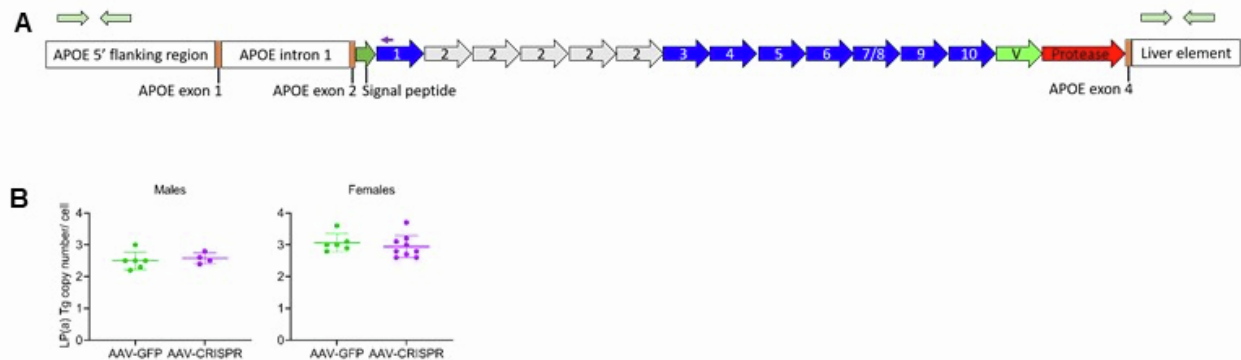 A
APOE 5' flanking region APOE intron 1 1 2 2 2 2 2 3 4 5 6 7/8 9 10 V Protease Liver element
APOE exon 1 APOE exon 2 Signal peptide APOE exon 4
B
Males Females
LP(a) Tg copy number/ cell
4 4
3 3
2 2
1 1
0 0
AAV-GFP AAV-CRISPR AAV-GFP AAV-CRISPR